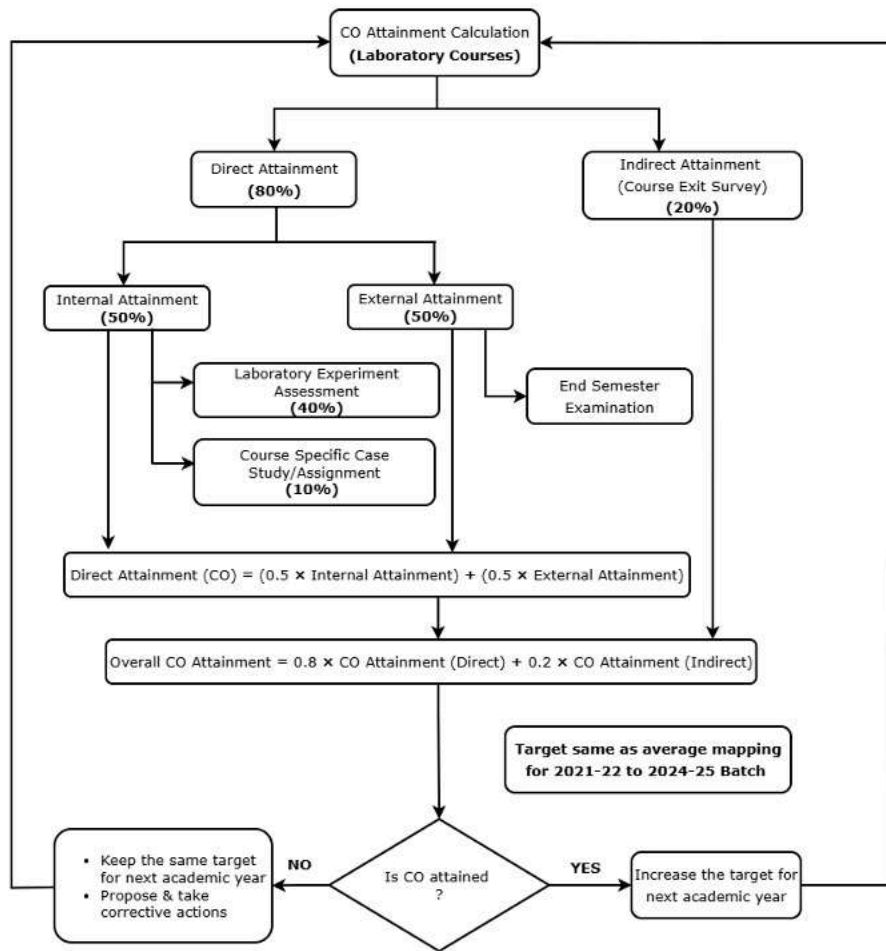 CO Attainment Calculation
(Laboratory Courses)
Direct Attainment
(80%)
Indirect Attainment
(Course Exit Survey)
(20%)
Internal Attainment
(50%)
External Attainment
(50%)
Laboratory Experiment
Assessment
(40%)
End Semester
Examination
Course Specific Case
Study/Assignment
(10%)
Direct Attainment (CO) = (0.5 × Internal Attainment) + (0.5 × External Attainment)
Overall CO Attainment = 0.8 × CO Attainment (Direct) + 0.2 × CO Attainment (Indirect)
Target same as average mapping
for 2021-22 to 2024-25 Batch
• Keep the same target
for next academic year
• Propose & take
corrective actions
NO
Is CO attained
?
YES
Increase the target for
next academic year